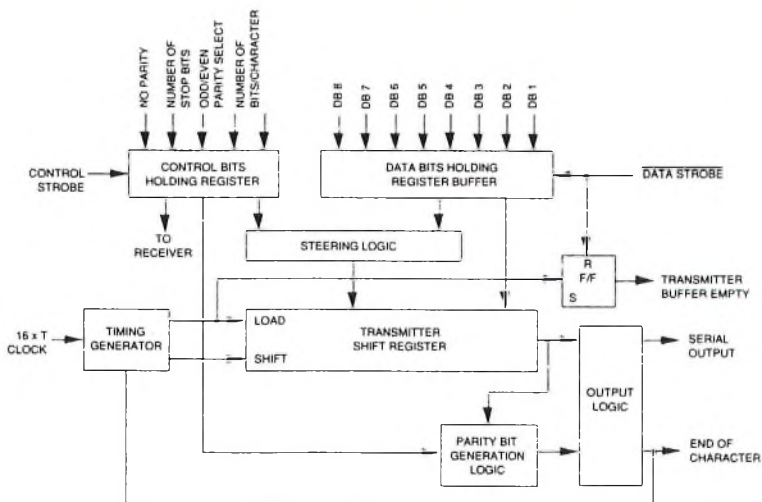 NO PARITY
NUMBER OF
STOP BITS
ODD/EVEN
PARITY SELECT
NUMBER OF
BITS/CHARACTER
DB 8
DB 7
DB 6
DB 5
DB 4
DB 3
DB 2
DB 1
CONTROL
STROBE
CONTROL BITS
HOLDING REGISTER
DATA BITS HOLDING
REGISTER BUFFER
DATA STROBE
TO
RECEIVER
STEERING LOGIC
R
F/F
S
TRANSMITTER
BUFFER EMPTY
16 x T
CLOCK
TIMING
GENERATOR
LOAD
SHIFT
TRANSMITTER
SHIFT REGISTER
SERIAL
OUTPUT
OUTPUT
LOGIC
PARITY BIT
GENERATION
LOGIC
END OF
CHARACTER